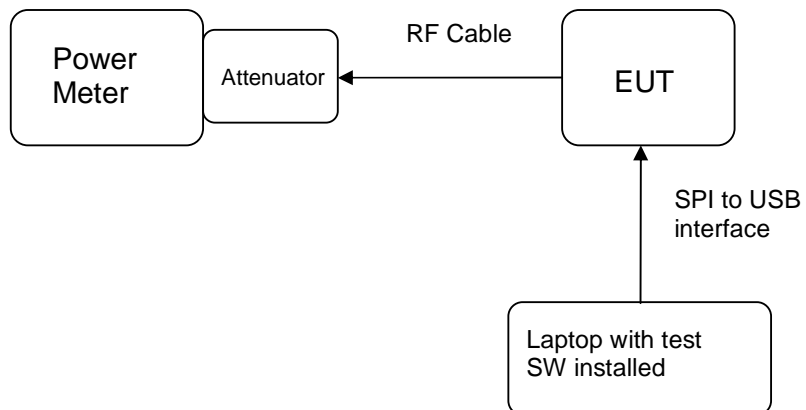 RF Cable
Power
Meter
Attenuator
EUT
SPI to USB
interface
Laptop with test
SW installed